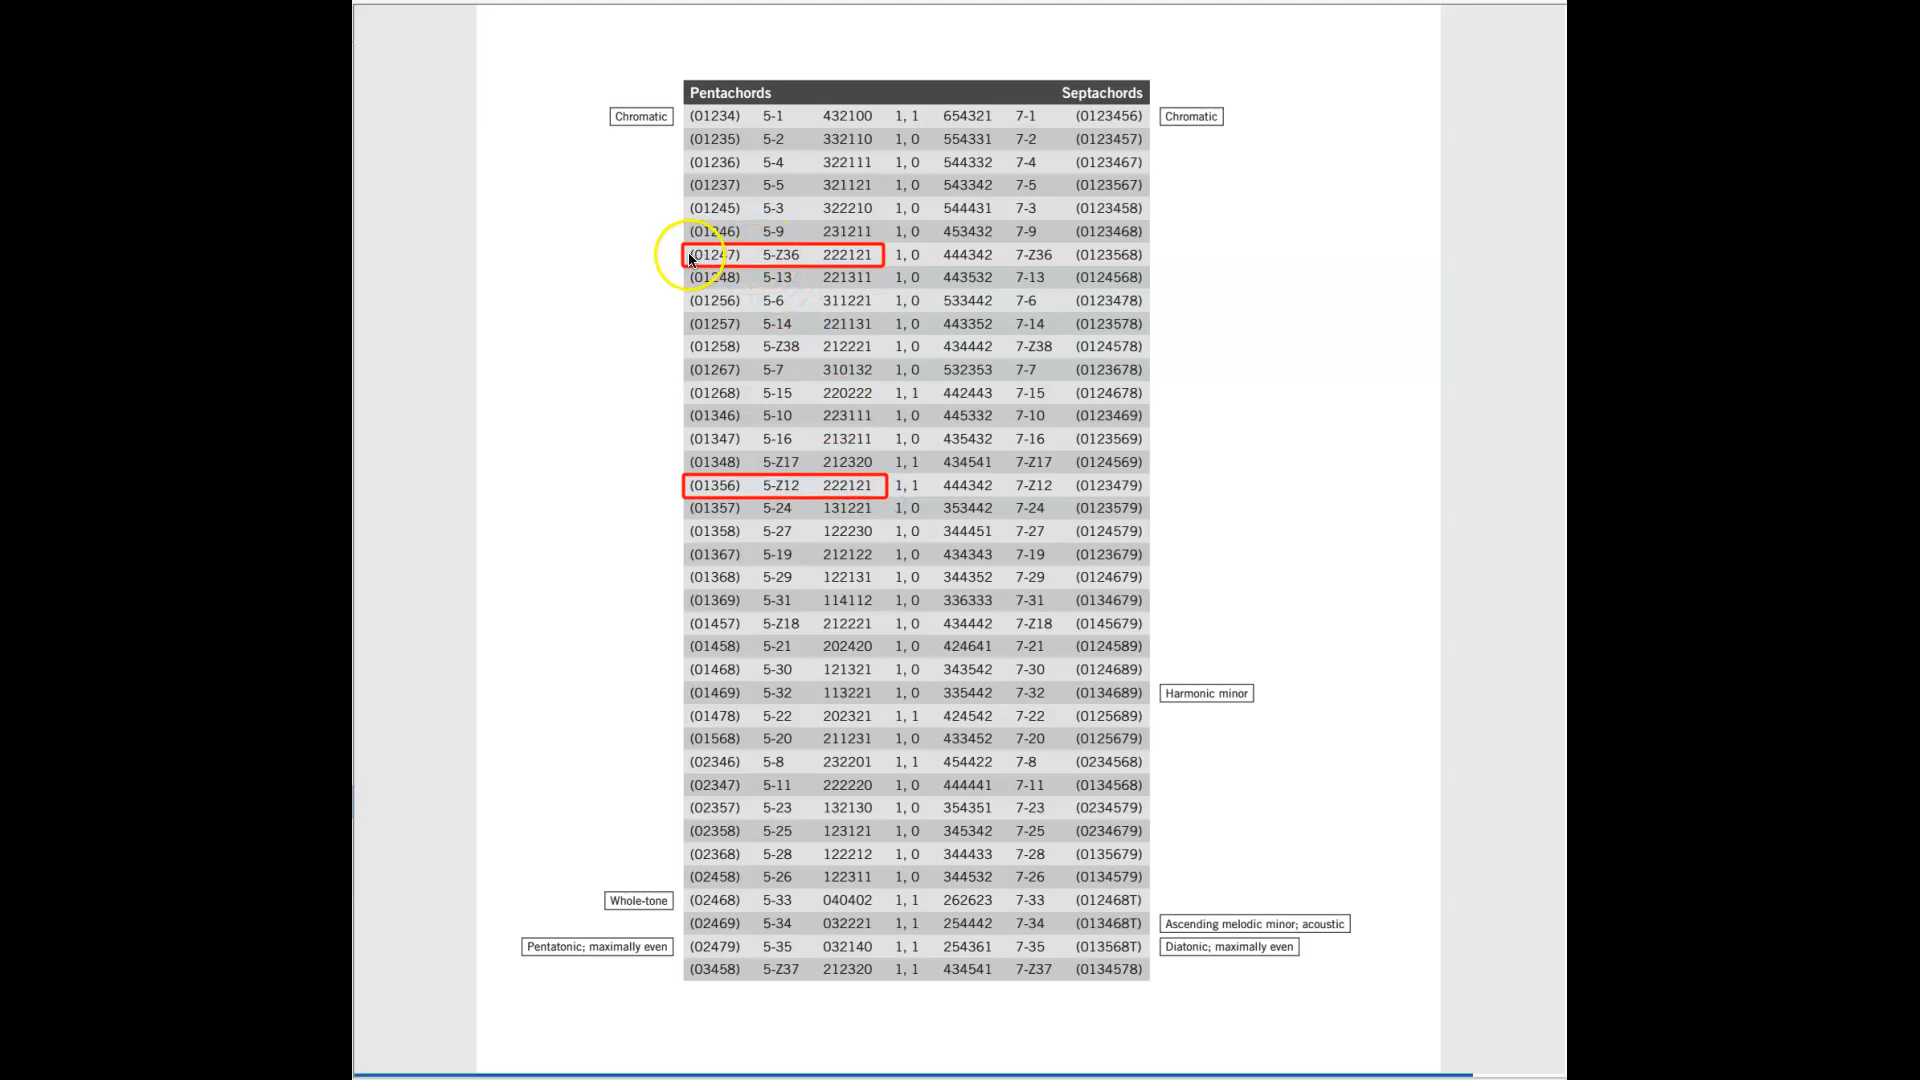 Pentachords Septachords
Chromatic (01234) 5-1 432100 1, 1 654321 7-1 (0123456) Chromatic
(01235) 5-2 332110 1, 0 554331 7-2 (0123457)
(01236) 5-4 322111 1, 0 544332 7-4 (0123467)
(01237) 5-5 321121 1, 0 543342 7-5 (0123567)
(01245) 5-3 322210 1, 0 544431 7-3 (0123458)
(01246) 5-9 231211 1, 0 453432 7-9 (0123468)
(01247) 5-Z36 222121 1, 0 444342 7-Z36 (0123568)
(01248) 5-13 221311 1, 0 443532 7-13 (0124568)
(01256) 5-6 311221 1, 0 533442 7-6 (0123478)
(01257) 5-14 221131 1, 0 443352 7-14 (0123578)
(01258) 5-Z38 212221 1, 0 434442 7-Z38 (0124578)
(01267) 5-7 310132 1, 0 532353 7-7 (0123678)
(01268) 5-15 220222 1, 1 442443 7-15 (0124678)
(01346) 5-10 223111 1, 0 445332 7-10 (0123469)
(01347) 5-16 213211 1, 0 435432 7-16 (0123569)
(01348) 5-Z17 212320 1, 1 434541 7-Z17 (0124569)
(01356) 5-Z12 222121 1, 1 444342 7-Z12 (0123479)
(01357) 5-24 131221 1, 0 353442 7-24 (0123579)
(01358) 5-27 122230 1, 0 344451 7-27 (0124579)
(01367) 5-19 212122 1, 0 434343 7-19 (0123679)
(01368) 5-29 122131 1, 0 344352 7-29 (0124679)
(01369) 5-31 114112 1, 0 336333 7-31 (0134679)
(01457) 5-Z18 212221 1, 0 434442 7-Z18 (0145679)
(01458) 5-21 202420 1, 0 424641 7-21 (0124589)
(01468) 5-30 121321 1, 0 343542 7-30 (0124689)
(01469) 5-32 113221 1, 0 335442 7-32 (0134689) Harmonic minor
(01478) 5-22 202321 1, 1 424542 7-22 (0125689)
(01568) 5-20 211231 1, 0 433452 7-20 (0125679)
(02346) 5-8 232201 1, 1 454422 7-8 (0234568)
(02347) 5-11 222220 1, 0 444441 7-11 (0134568)
(02357) 5-23 132130 1, 0 354351 7-23 (0234579)
(02358) 5-25 123121 1, 0 345342 7-25 (0234679)
(02368) 5-28 122212 1, 0 344433 7-28 (0135679)
(02458) 5-26 122311 1, 0 344532 7-26 (0134579)
Whole-tone (02468) 5-33 040402 1, 1 262623 7-33 (012468T)
(02469) 5-34 032221 1, 1 254442 7-34 (013468T) Ascending melodic minor; acoustic
Pentatonic; maximally even (02479) 5-35 032140 1, 1 254361 7-35 (013568T) Diatonic; maximally even
(03458) 5-Z37 212320 1, 1 434541 7-Z37 (0134578)